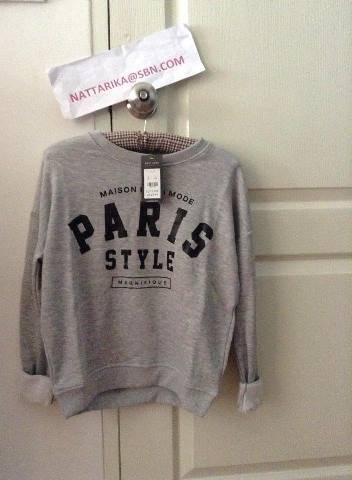 NATTARIKA@SBN.COM
MAISON MODE
PARIS
STYLE
MAGNIFIQUE